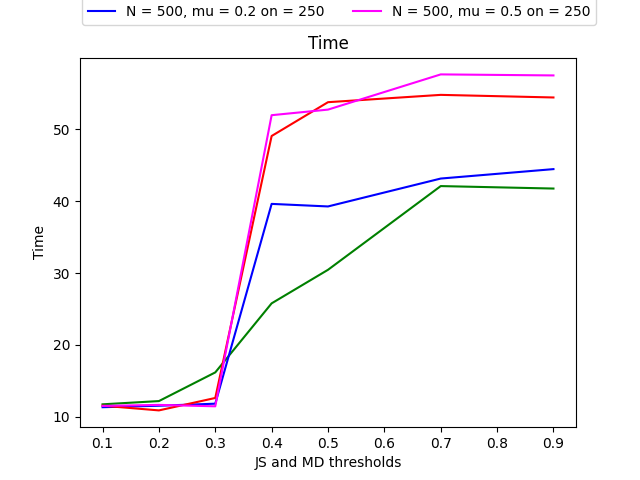 N = 500, mu = 0.2 on = 250 N = 500, mu = 0.5 on = 250
Time
50
40
30
20
10
Time
0.1 0.2 0.3 0.4 0.5 0.6 0.7 0.8 0.9
JS and MD thresholds